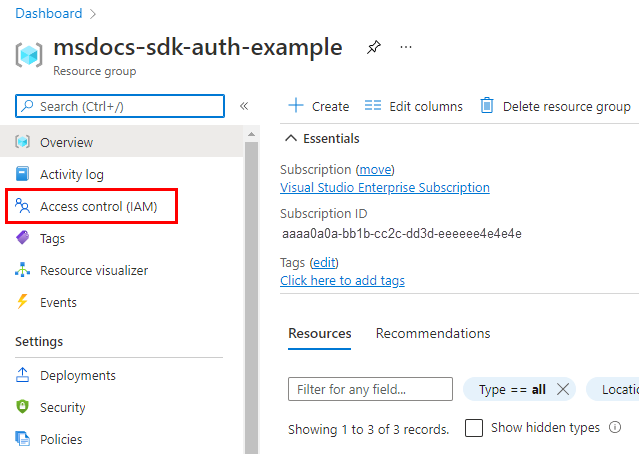 Dashboard
msdocs-sdk-auth-example
Resource group
Search (Ctrl+/)
Overview
Activity log
Access control (IAM)
Tags
Resource visualizer
Events
Settings
Deployments
Security
Policies
Create Edit columns Delete resource group
Essentials
Subscription (move)
Visual Studio Enterprise Subscription
Subscription ID
aaaa0a0a-bb1b-cc2c-dd3d-eeeeee4e4e4e
Tags (edit)
Click here to add tags
Resources Recommendations
Filter for any field... Type == all Locatio
Showing 1 to 3 of 3 records. Show hidden types